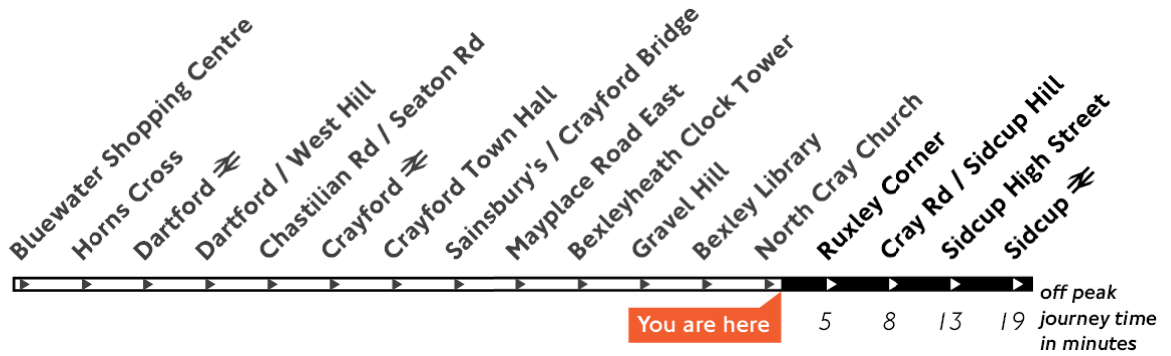 Bluewater Shopping Centre
Horns Cross
Dartford
Dartford / West Hill
Chastilian Rd / Seaton Rd
Crayford
Crayford Town Hall
Sainsbury's / Crayford Bridge
Mayplace Road East
Bexleyheath Clock Tower
Gravel Hill
Bexley Library
North Cray Church
Ruxley Corner
Cray Rd / Sidcup Hill
Sidcup High Street
Sidcup
You are here
5 8 13 19
off peak
journey time
in minutes